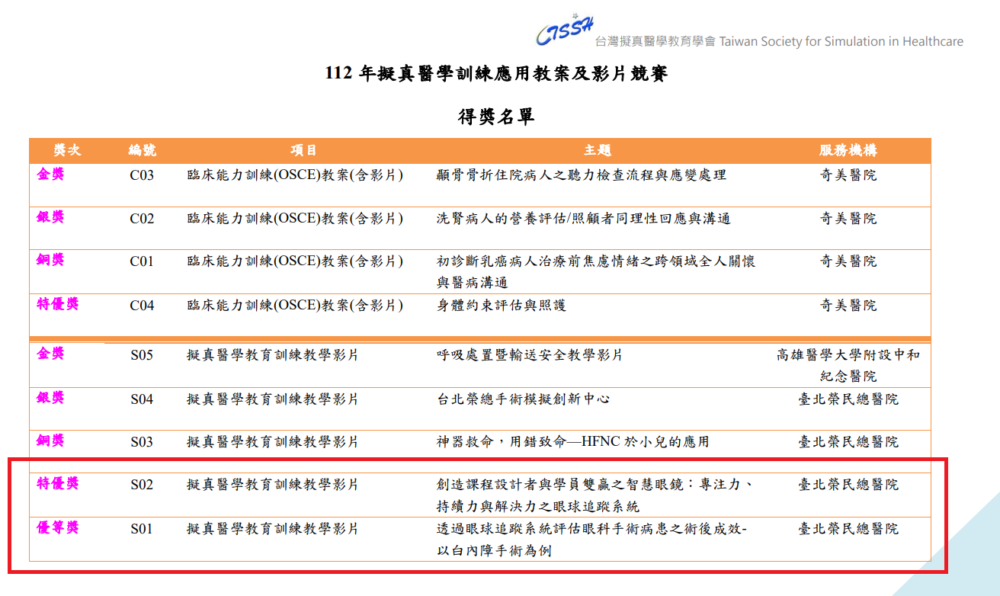 CTSSH 台灣擬真醫學教育學會 Taiwan Society for Simulation in Healthcare
112 年擬真醫學訓練應用教案及影片競賽
得獎名單
獎次 編號 項目 主題 服務機構
金獎 C03 臨床能力訓練(OSCE)教案(含影片) 顳骨骨折住院病人之聽力檢查流程與應變處理 奇美醫院
銀獎 C02 臨床能力訓練(OSCE)教案(含影片) 洗腎病人的營養評估/照顧者同理性回應與溝通 奇美醫院
銅獎 C01 臨床能力訓練(OSCE)教案(含影片) 初診斷乳癌病人治療前焦慮情緒之跨領域全人關懷 奇美醫院
與醫病溝通
特優獎 C04 臨床能力訓練(OSCE)教案(含影片) 身體約束評估與照護 奇美醫院
金獎 S05 擬真醫學教育訓練教學影片 呼吸處置暨輸送安全教學影片 高雄醫學大學附設中和
紀念醫院
銀獎 S04 擬真醫學教育訓練教學影片 台北榮總手術模擬創新中心 臺北榮民總醫院
銅獎 S03 擬真醫學教育訓練教學影片 神器救命，用錯致命—HFNC 於小兒的應用 臺北榮民總醫院
特優獎 S02 擬真醫學教育訓練教學影片 創造課程設計者與學員雙贏之智慧眼鏡：專注力、 臺北榮民總醫院
持續力與解決力之眼球追蹤系統
優等獎 S01 擬真醫學教育訓練教學影片 透過眼球追蹤系統評估眼科手術病患之術後成效- 臺北榮民總醫院
以白內障手術為例